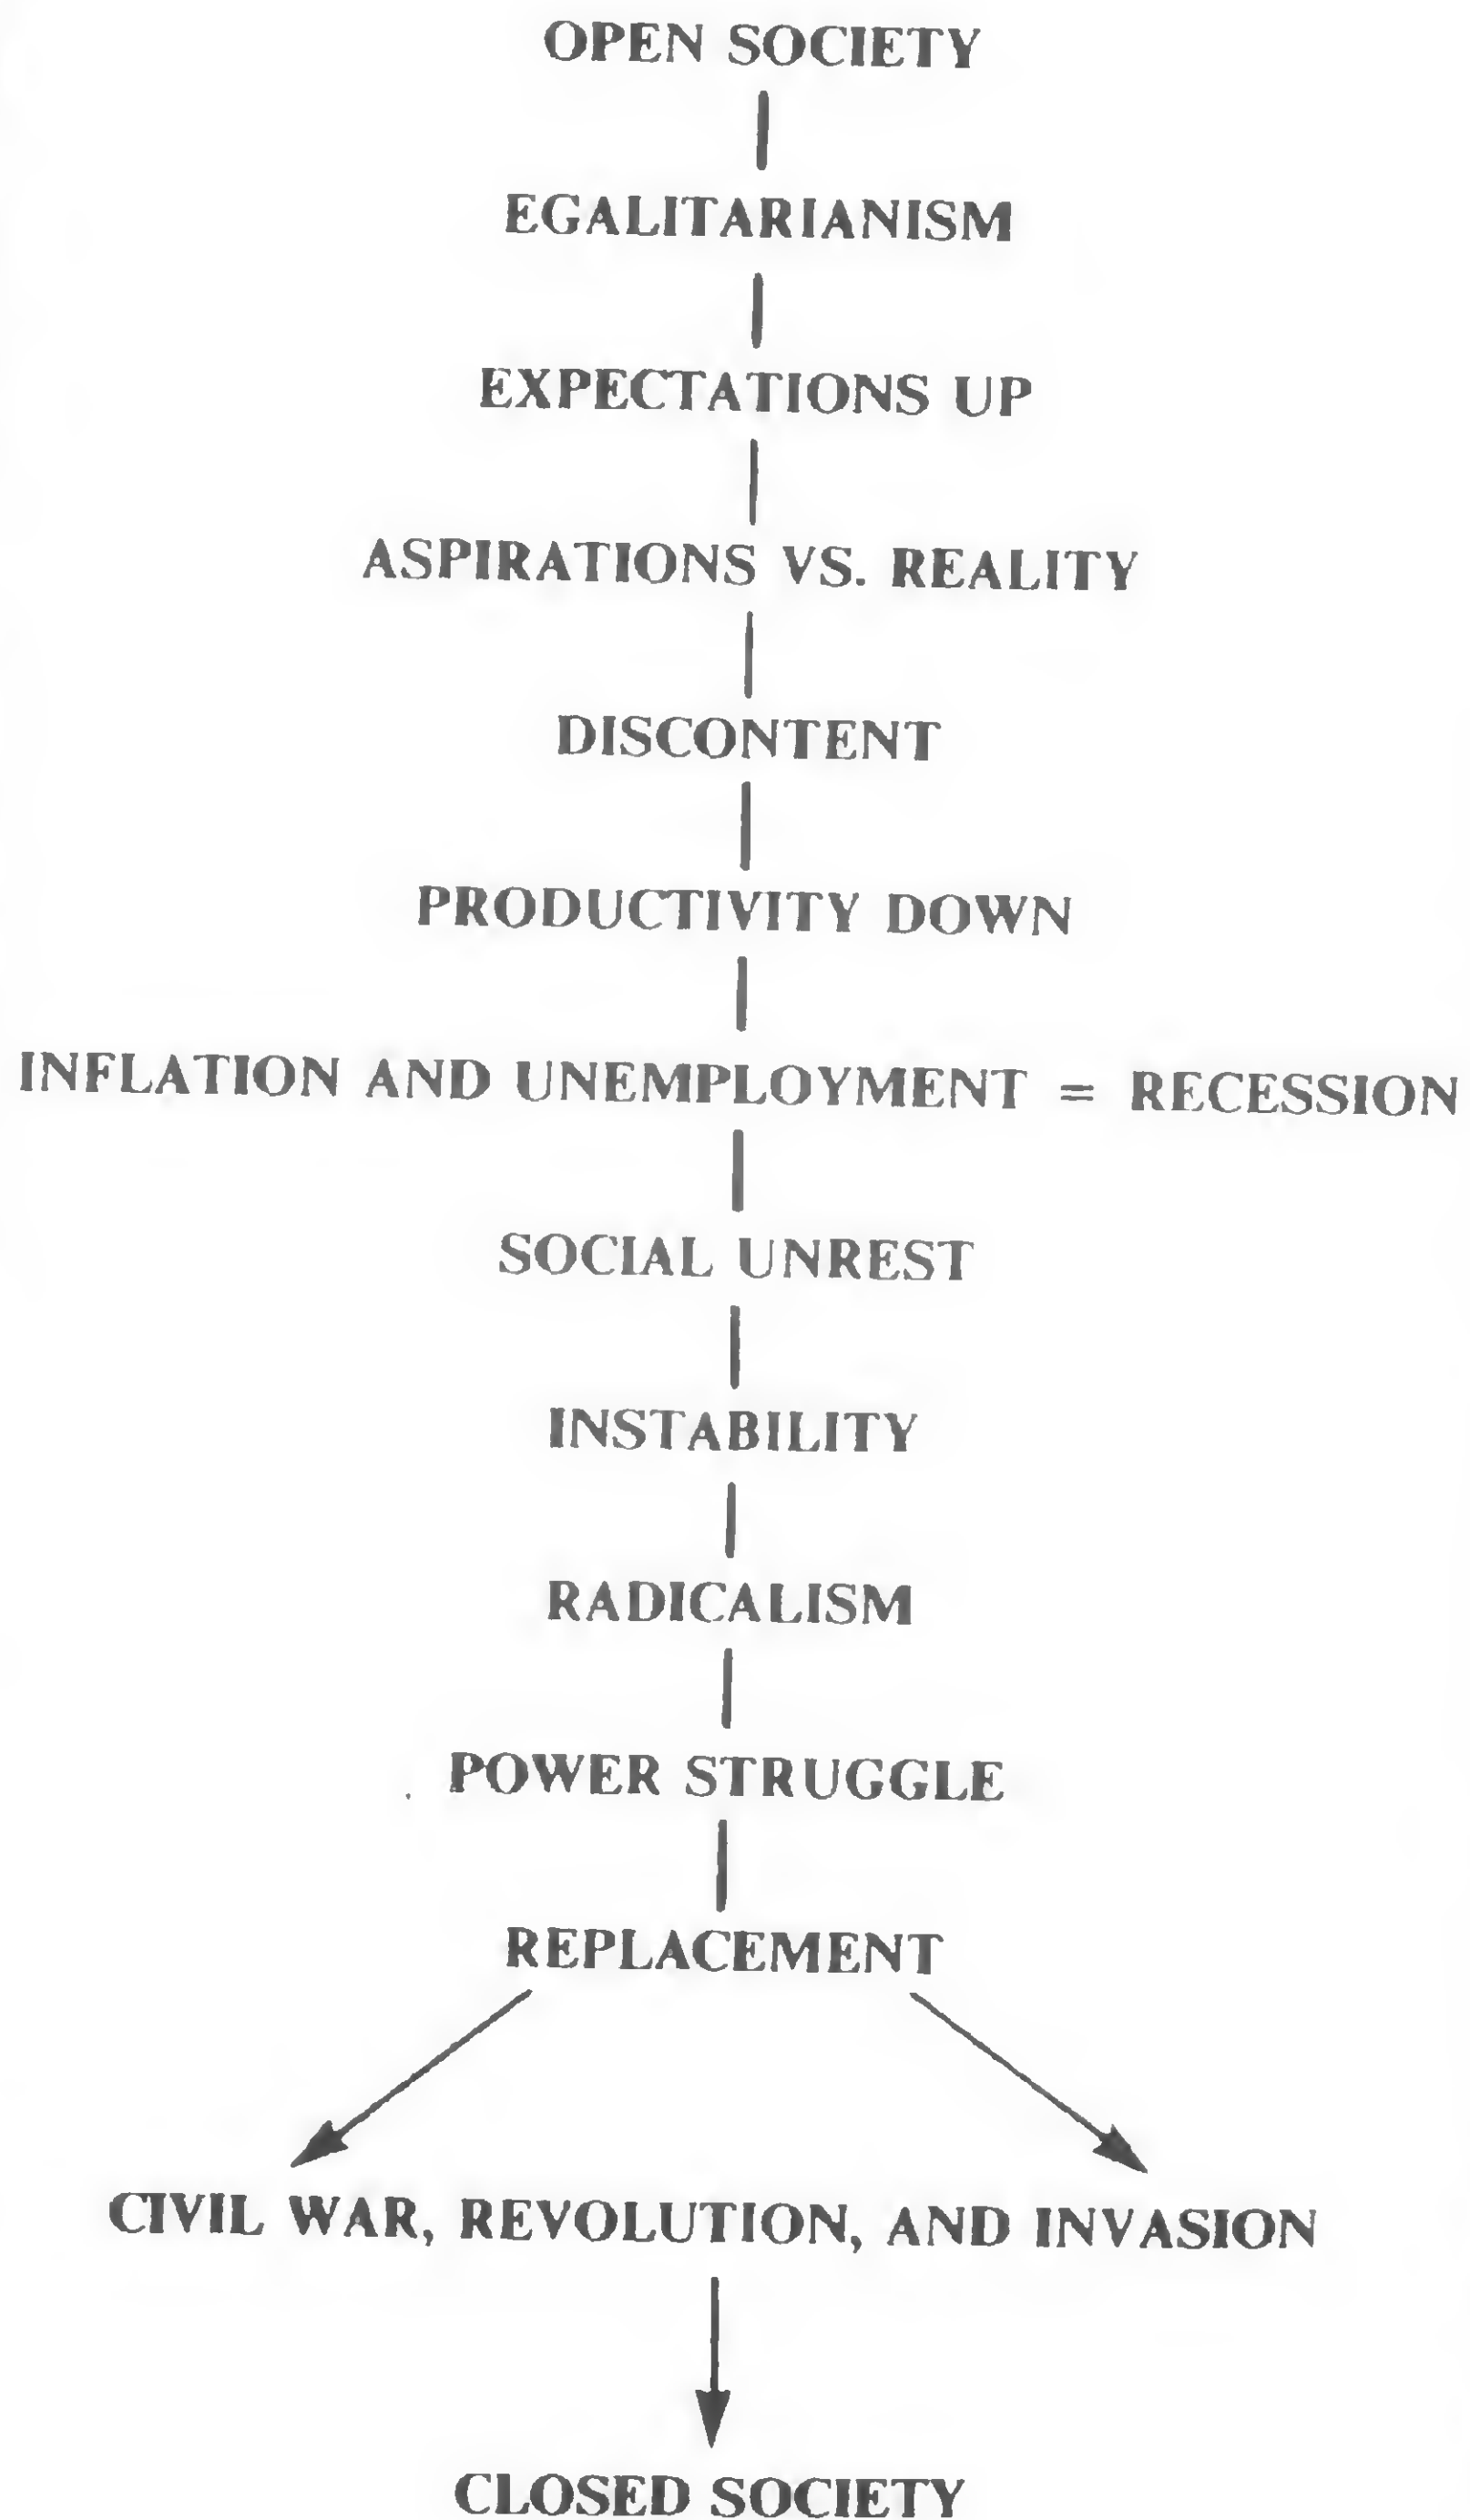 OPEN SOCIETY
EGALITARIANISM
EXPECTATIONS UP
ASPIRATIONS VS. REALITY
DISCONTENT
PRODUCTIVITY DOWN
INFLATION AND UNEMPLOYMENT = RECESSION
SOCIAL UNREST
INSTABILITY
RADICALISM
POWER STRUGGLE
REPLACEMENT
CIVIL WAR, REVOLUTION, AND INVASION
CLOSED SOCIETY